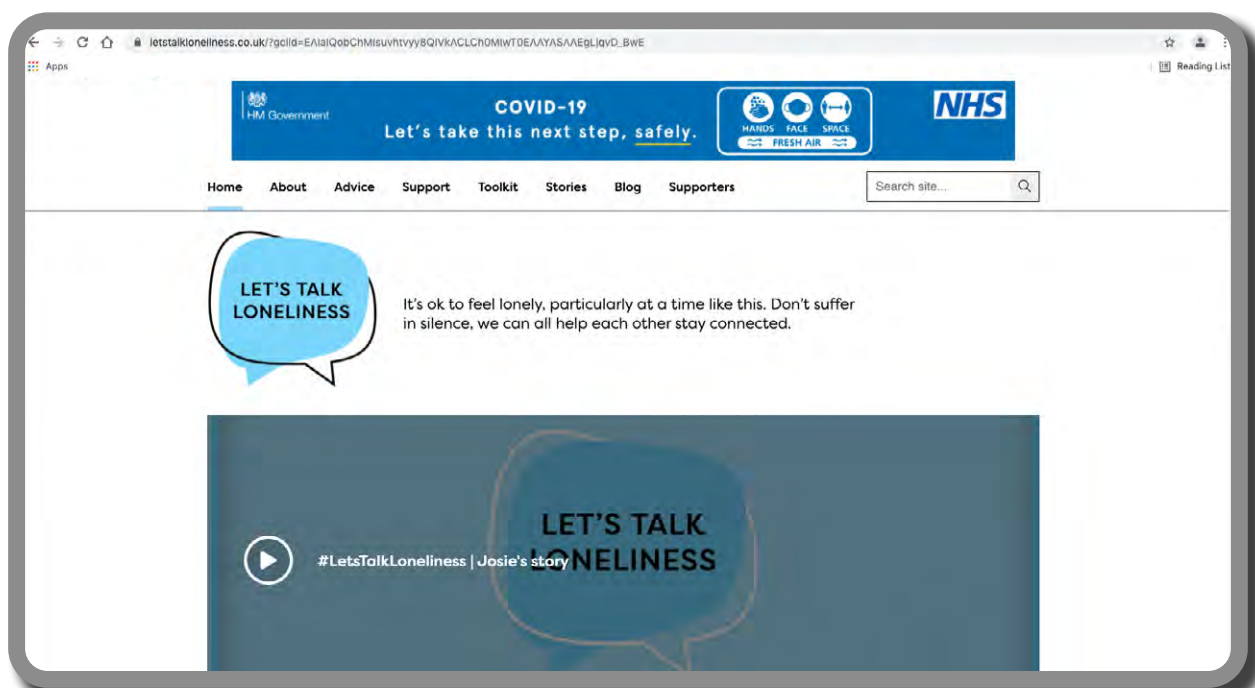 letstalkloneliness.co.uk
Apps
Reading List
HM Government
COVID-19
Let's take this next step, safely.
HANDS FACE SPACE
FRESH AIR
NHS
Home About Advice Support Toolkit Stories Blog Supporters
Search site...
LET'S TALK
LONELINESS
It's ok to feel lonely, particularly at a time like this. Don't suffer
in silence, we can all help each other stay connected.
LET'S TALK
LONELINESS
#LetsTalkLoneliness | Josie's story